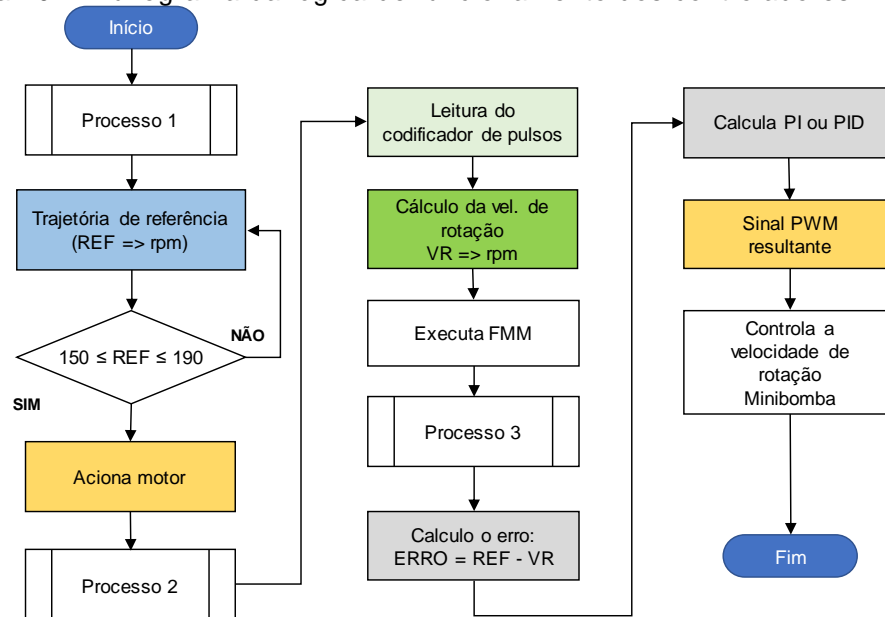 Início
Processo 1
Trajetória de referência
(REF => rpm)
150 ≤ REF ≤ 190
NÃO
SIM
Aciona motor
Processo 2
Leitura do
codificador de pulsos
Cálculo da vel. de
rotação
VR => rpm
Executa FMM
Processo 3
Calculo o erro:
ERRO = REF - VR
Calcula PI ou PID
Sinal PWM
resultante
Controla a
velocidade de
rotação
Minibomba
Fim